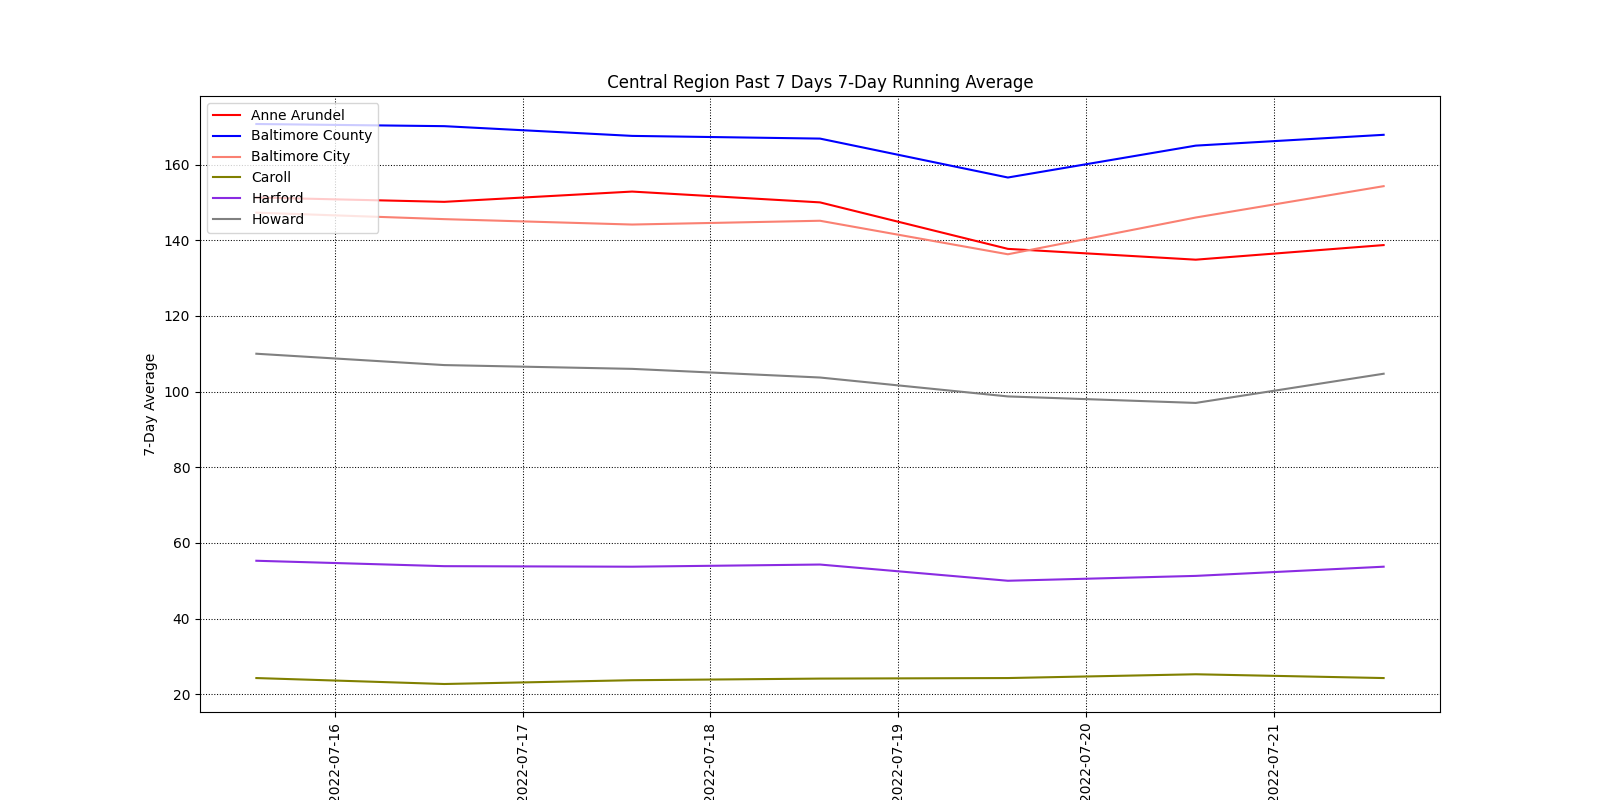 Central Region Past 7 Days 7-Day Running Average
Anne Arundel
Baltimore County
Baltimore City
Caroll
Harford
Howard
160
140
120
100
80
60
40
20
7-Day Average
2022-07-16
2022-07-17
2022-07-18
2022-07-19
2022-07-20
2022-07-21